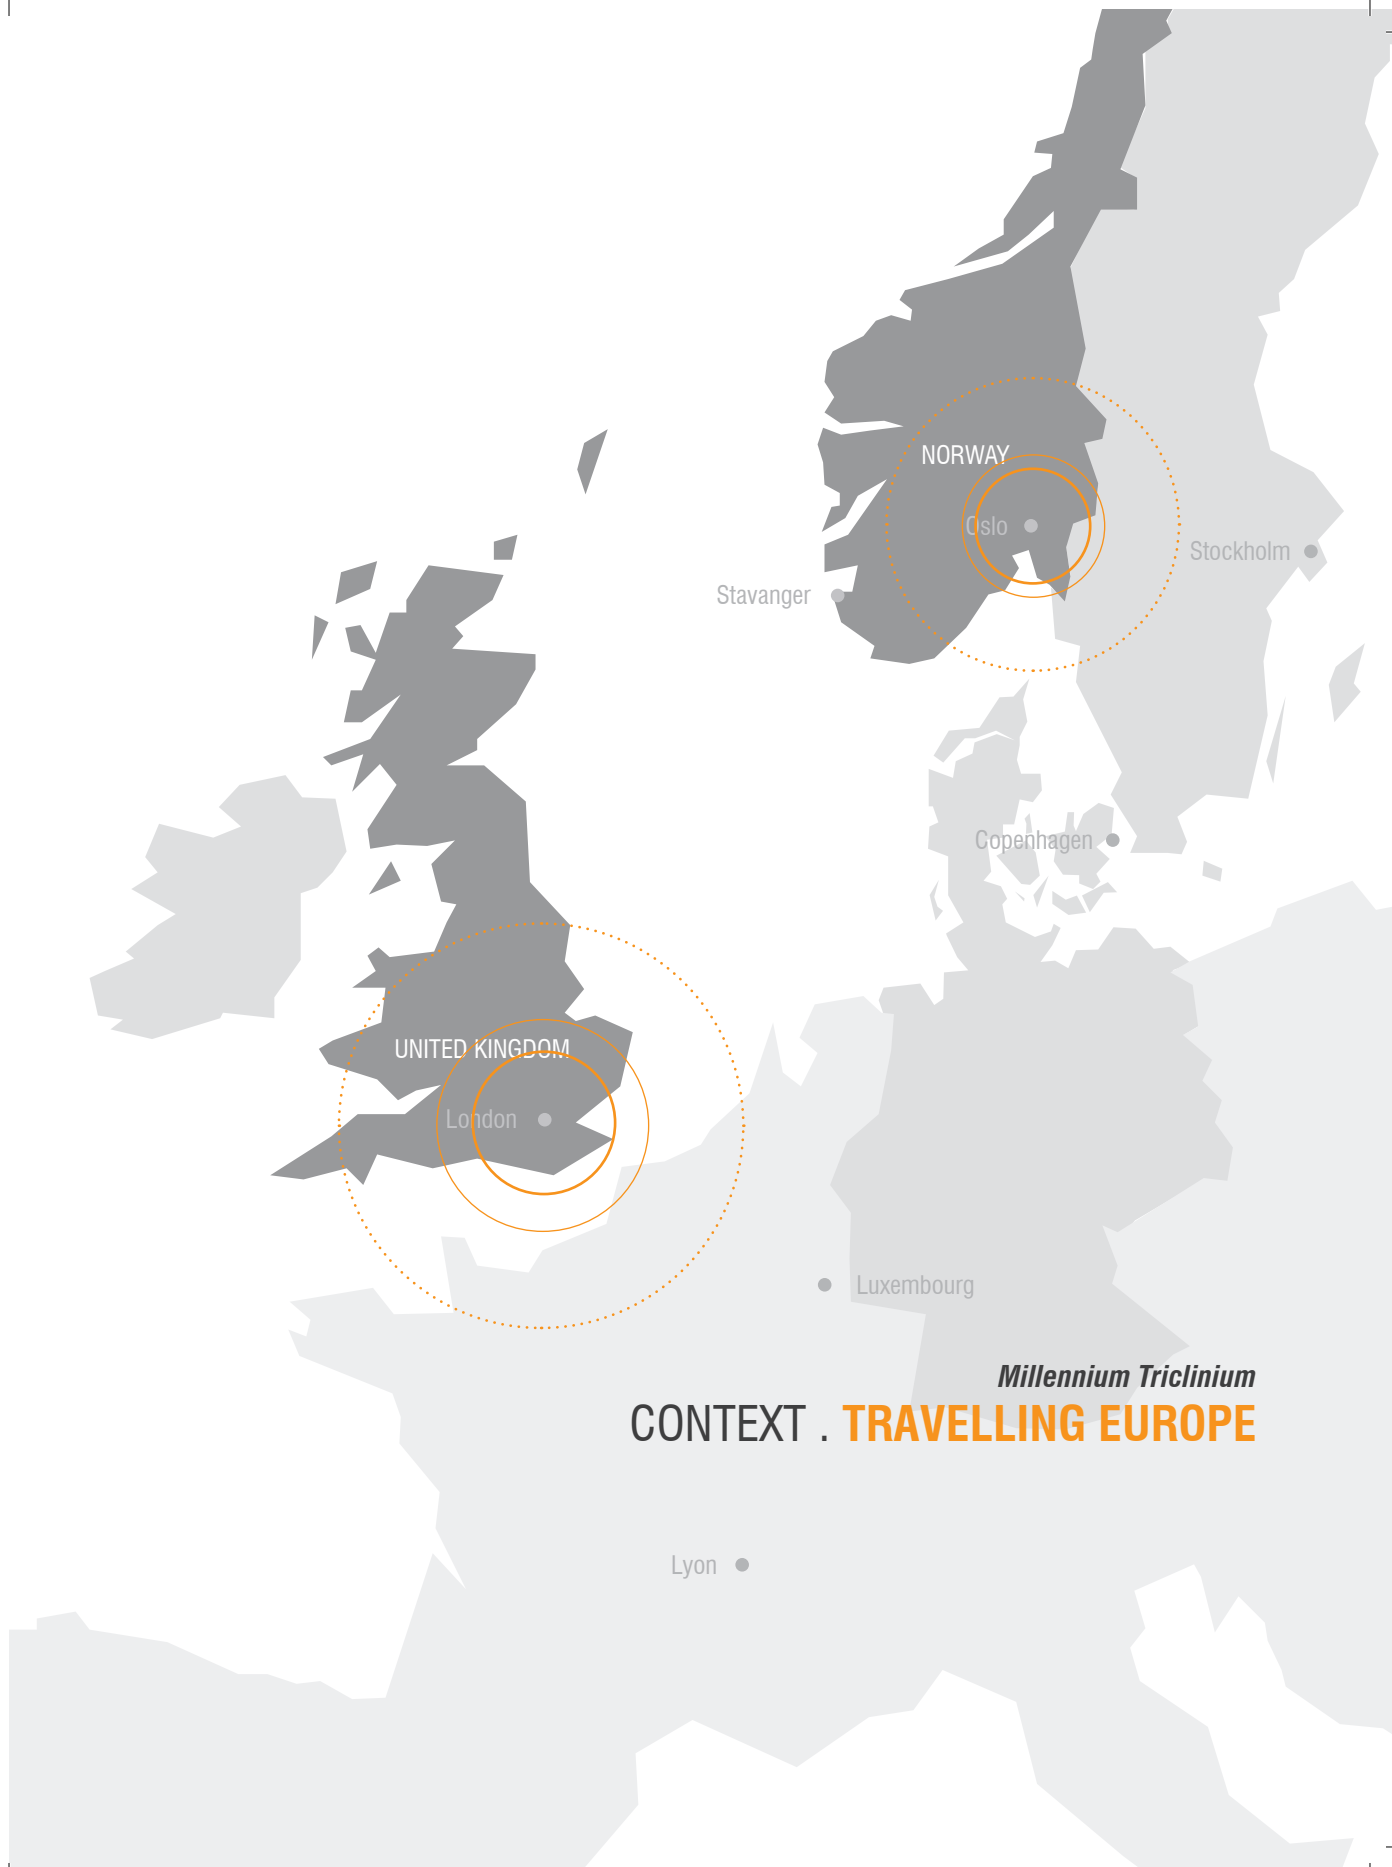 NORWAY
Oslo
Stockholm
Stavanger
Copenhagen
UNITED KINGDOM
London
Luxembourg
Millennium Triclinium
CONTEXT . TRAVELLING EUROPE
Lyon